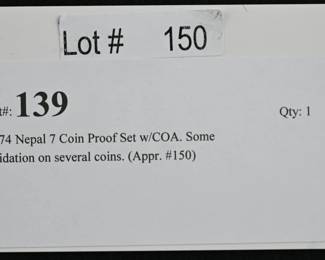 Lot # 150
#: 139
Qty: 1
74 Nepal 7 Coin Proof Set w/COA. Some
idation on several coins. (Appr. #150)